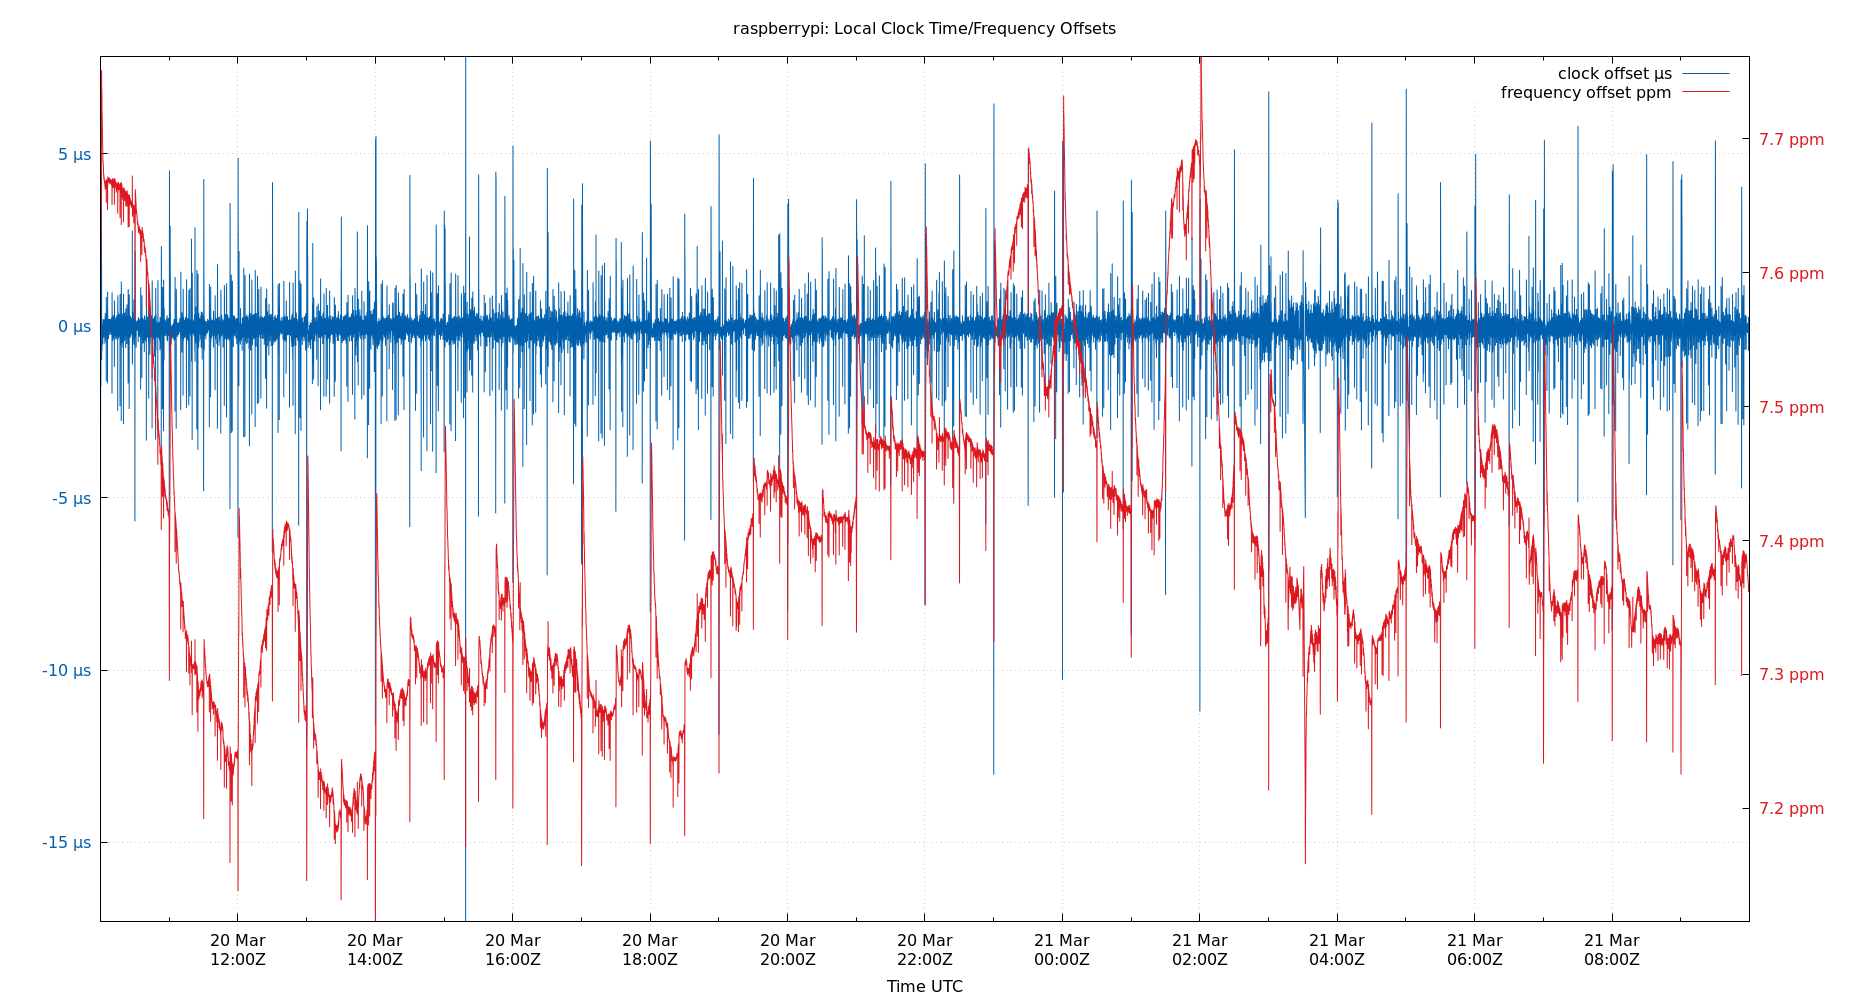 raspberrypi: Local Clock Time/Frequency Offsets
clock offset µs
frequency offset ppm
5 µs
0 µs
-5 µs
-10 µs
-15 µs
7.7 ppm
7.6 ppm
7.5 ppm
7.4 ppm
7.3 ppm
7.2 ppm
20 Mar 20 Mar 20 Mar 20 Mar 20 Mar 20 Mar 21 Mar 21 Mar 21 Mar 21 Mar 21 Mar
12:00Z 14:00Z 16:00Z 18:00Z 20:00Z 22:00Z 00:00Z 02:00Z 04:00Z 06:00Z 08:00Z
Time UTC